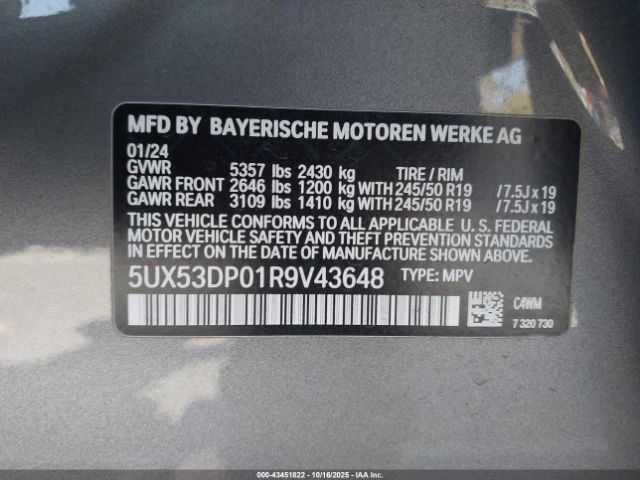 MFD BY BAYERISCHE MOTOREN WERKE AG
01/24
GVWR 5357 lbs 2430 kg TIRE / RIM
GAWR FRONT 2646 lbs 1200 kg WITH 245/50 R19 /7.5J x 19
GAWR REAR 3109 lbs 1410 kg WITH 245/50 R19 /7.5J x 19
THIS VEHICLE CONFORMS TO ALL APPLICABLE U. S. FEDERAL
MOTOR VEHICLE SAFETY AND THEFT PREVENTION STANDARDS
IN EFFECT ON THE DATE OF MANUFACTURE SHOWN ABOVE.
5UX53DP01R9V43648 TYPE: MPV
C4WM
7 320 730
000-43451822 - 10/16/2025 - IAA Inc.